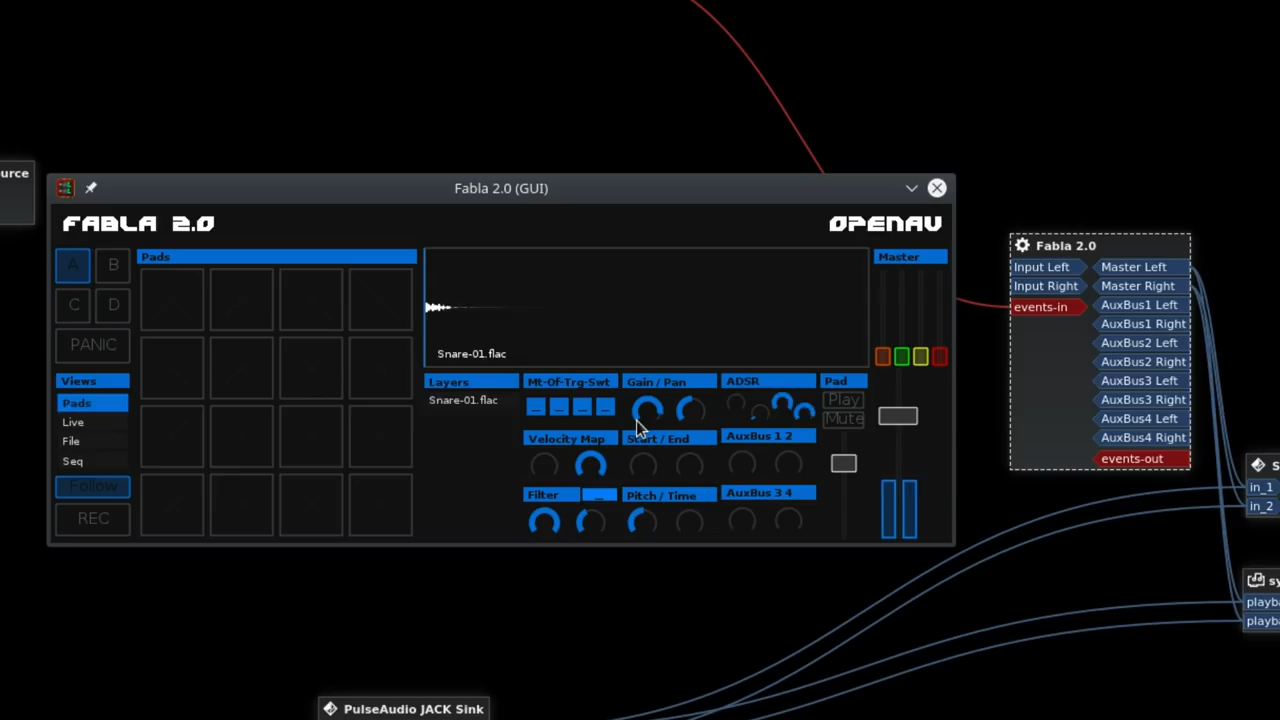 urce
Fabla 2.0 (GUI)
FABLA 2.0
OPENAV
A
B
C
D
PANIC
Views
Pads
Live
File
Seq
Follow
REC
Pads
Snare-01.flac
Layers
Snare-01.flac
Mt-Of-Trg-Swt
_ _ _ _
Gain / Pan
ADSR
Pad
Play
Mute
Velocity Map
Start / End
AuxBus 1 2
Filter
_
Pitch / Time
AuxBus 3 4
Master
Fabla 2.0
Input Left
Master Left
Input Right
Master Right
events-in
AuxBus1 Left
AuxBus1 Right
AuxBus2 Left
AuxBus2 Right
AuxBus3 Left
AuxBus3 Right
AuxBus4 Left
AuxBus4 Right
events-out
S
in_1
in_2
sy
playba
playba
PulseAudio JACK Sink